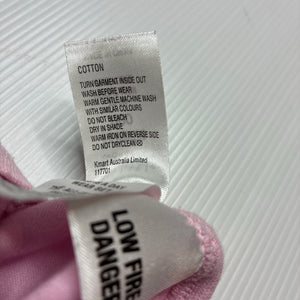 COTTON
TURN GARMENT INSIDE OUT
WASH BEFORE WEAR
WARM GENTLE MACHINE WASH
WITH SIMILAR COLOURS
DO NOT BLEACH
DRY IN SHADE
WARM IRON ON REVERSE SIDE
DO NOT DRYCLEAN
Kmart Australia Limited
117701
LOW FIRE
DANGER